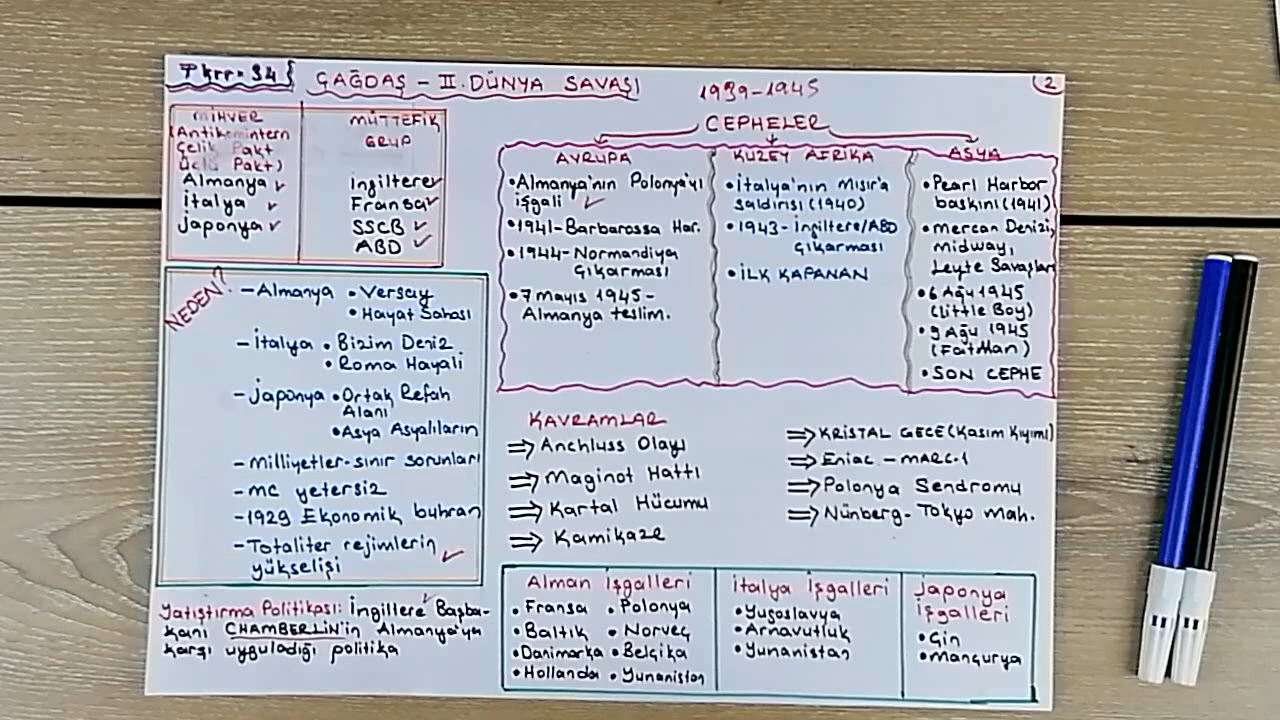 Tkrr. 34
ÇAĞDAŞ - II. DÜNYA SAVAŞI
1939-1945
2
MİHVER
(Antikomintern
Çelik Pakt
Üçlü Pakt)
Almanya
İtalya
Japonya
MÜTTEFİK
GRUP
İngiltere
Fransa
SSCB
ABD
CEPHELER
AVRUPA
• Almanya'nın Polonya'yı
işgali
• 1941-Barbarossa Har.
• 1944-Normandiya
Çıkarması
• 7 Mayıs 1945-
Almanya teslim.
KUZEY AFRİKA
• İtalya'nın Mısır'a
saldırısı (1940)
• 1943-İngiltere/ABD
Çıkarması
• İLK KAPANAN
ASYA
• Pearl Harbor
baskını (1941)
• mercan Denizi,
midway,
Leyte Savaşları
• 6 Ağu 1945
(Little Boy)
• 9 Ağu 1945
(FaitMan)
• SON CEPHE
NEDEN?
- Almanya • Versay
• Hayat Sahası
- İtalya • Bizim Deniz
• Roma Hayali
- Japonya • Ortak Refah
Alanı
• Asya Asyalıların
- Milliyetler-sınır sorunları
- MC yetersiz
- 1929 Ekonomik buhran
- Totaliter rejimlerin
yükselişi
Yatıştırma Politikası: İngiltere Başba-
kanı CHAMBERLİN'in Almanya'ya
karşı uyguladığı politika
KAVRAMLAR
⇒ Anchluss Olayı
⇒ Maginot Hattı
⇒ Kartal Hücumu
⇒ Kamikaze
⇒ KRİSTAL GECE (Kasım Kıyımı)
⇒ Eniac - MARC-1
⇒ Polonya Sendromu
⇒ Nünberg- Tokyo mah.
Alman İşgalleri
• Fransa • Polonya
• Baltık • Norveç
• Danimarka • Belçika
• Hollanda • Yunanistan
İtalya İşgalleri
• Yugoslavya
• Arnavutluk
• Yunanistan
Japonya
İşgalleri
• Çin
• Mançurya